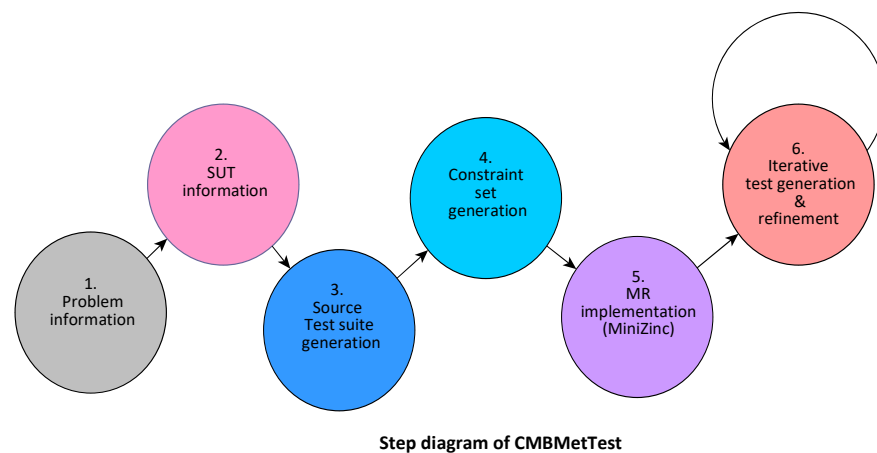 1.
Problem
information
2.
SUT
information
3.
Source
Test suite
generation
4.
Constraint
set
generation
5.
MR
implementation
(MiniZinc)
6.
Iterative
test generation
&
refinement
Step diagram of CMBMetTest